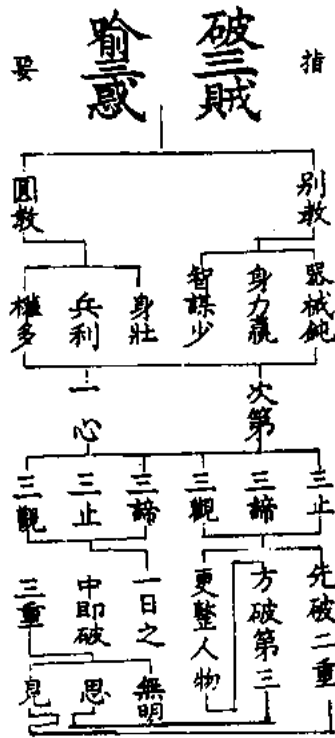 指
破三賊
喻三惑
要
別教
圓教
器械鈍
身力羸
智謀少
身壯
兵利
權多
次第
一心
三止
三諦
三觀
三諦
三止
三觀
先破二重
方破第三
更整人物
一日之
中即破
三重
無明
思
見